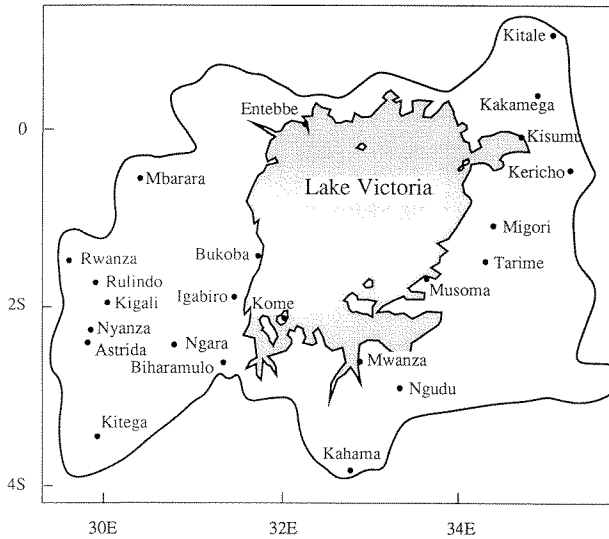 Kitale
Kakamega
Entebbe
0
Kisumu
Mbarara
Kericho
Lake Victoria
Migori
Rwanza
Bukoba
Tarime
Rulindo
Kigali
Igabiro
Kome
Musoma
2S
Nyanza
Astrida
Ngara
Biharamulo
Mwanza
Ngudu
Kitega
Kahama
4S
30E
32E
34E